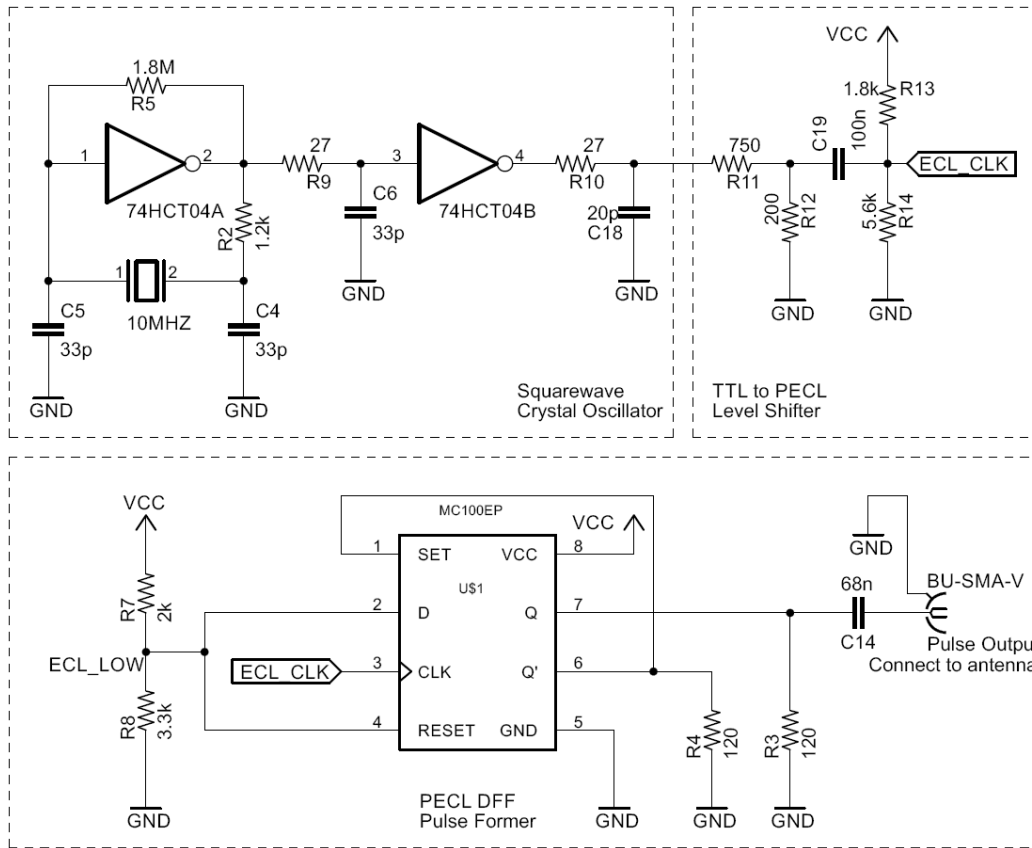 1.8M
R5
1
2
74HCT04A
27
R9
3
4
74HCT04B
27
R10
C6
33p
GND
20p
C18
GND
R2
1.2k
1
2
10MHZ
C5
33p
GND
C4
33p
GND
Squarewave
Crystal Oscillator
VCC
1.8k
R13
C19
100n
750
R11
ECL_CLK
200
R12
5.6k
R14
GND
GND
TTL to PECL
Level Shifter
VCC
R7
2k
ECL_LOW
R8
3.3k
GND
ECL_CLK
MC100EP
1
SET
VCC
8
VCC
U$1
2
D
Q
7
3
CLK
Q'
6
4
RESET
GND
5
GND
R4
120
GND
R3
120
GND
GND
68n
C14
BU-SMA-V
Pulse Outpu
Connect to antenna
PECL DFF
Pulse Former